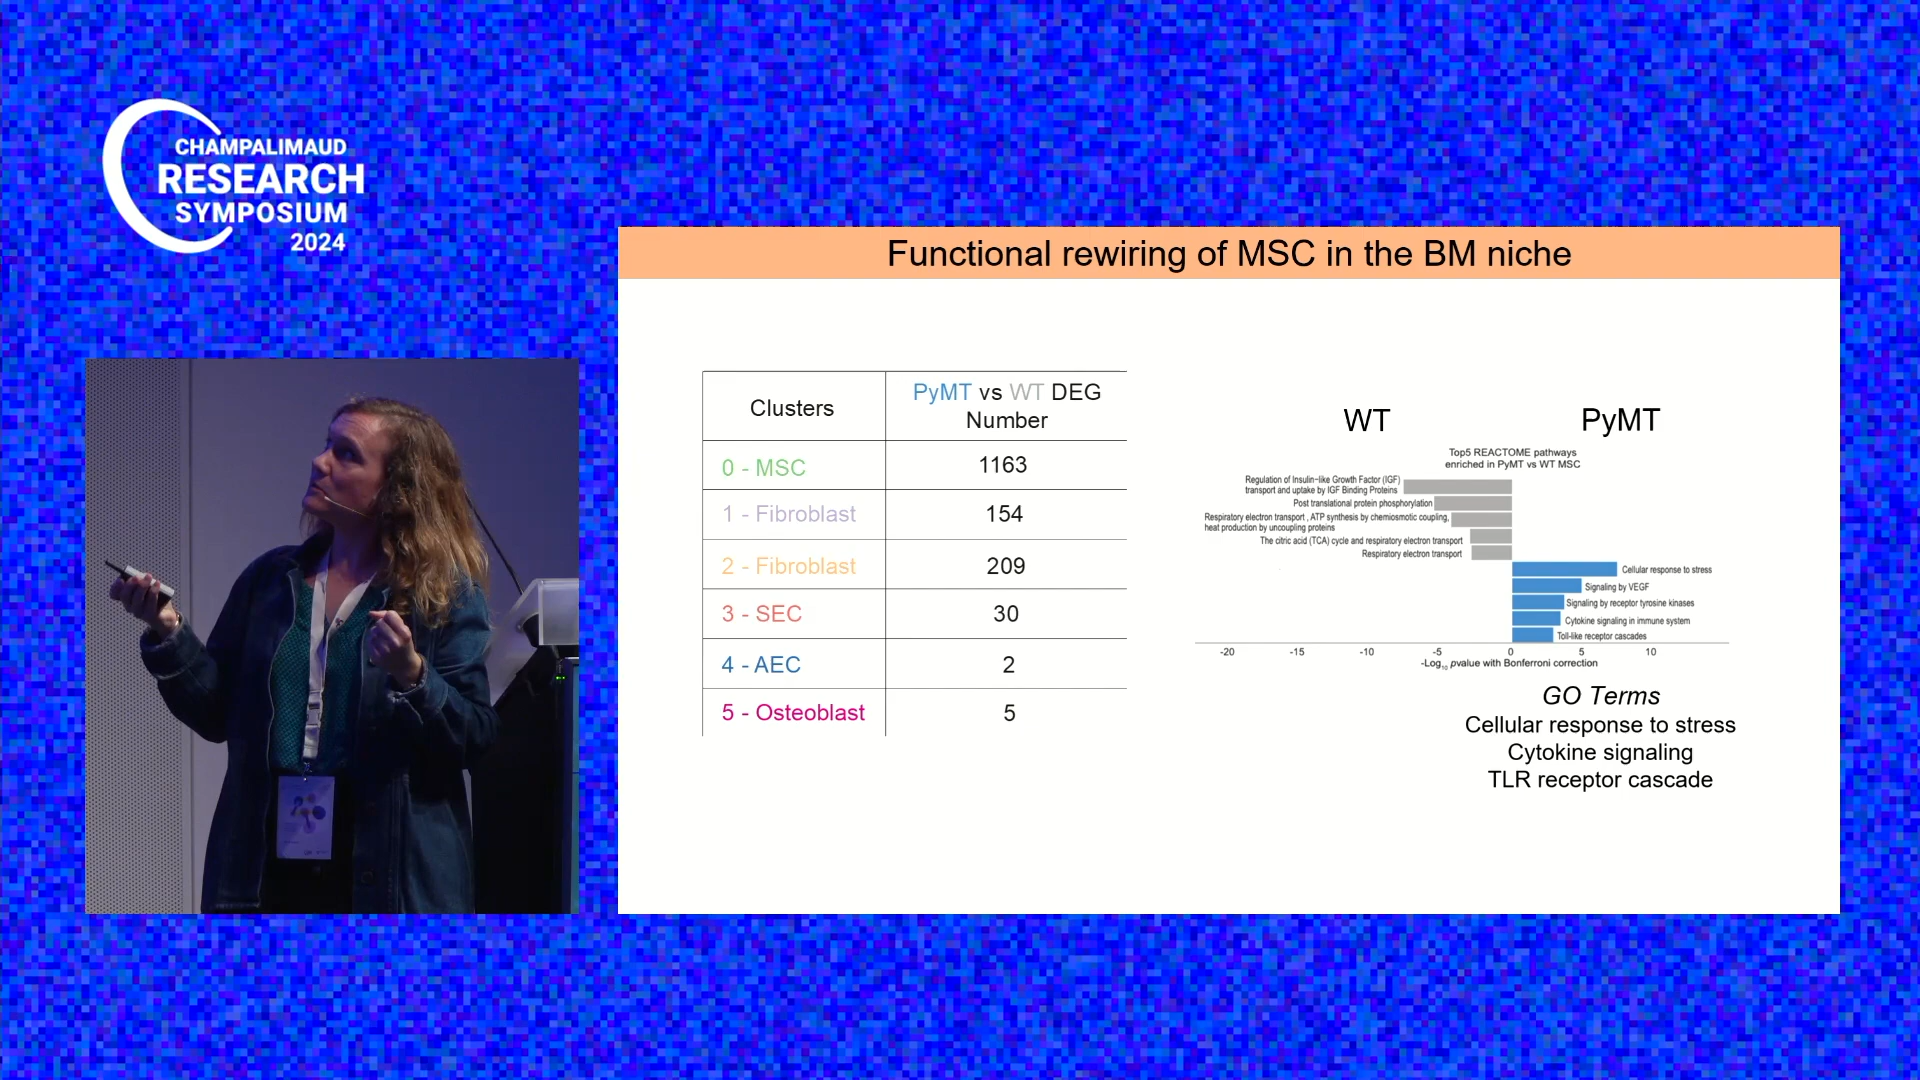 CHAMPALIMAUD
RESEARCH
SYMPOSIUM
2024
Functional rewiring of MSC in the BM niche
Clusters
PyMT vs WT DEG
Number
0 - MSC
1163
1 - Fibroblast
154
2 - Fibroblast
209
3 - SEC
30
4 - AEC
2
5 - Osteoblast
5
WT
PyMT
Top5 REACTOME pathways
enriched in PyMT vs WT MSC
Regulation of Insulin-like Growth Factor (IGF)
transport and uptake by IGF Binding Proteins
Post translational protein phosphorylation
Respiratory electron transport , ATP synthesis by chemiosmotic coupling,
heat production by uncoupling proteins
The citric acid (TCA) cycle and respiratory electron transport
Respiratory electron transport
Cellular response to stress
Signaling by VEGF
Signaling by receptor tyrosine kinases
Cytokine signaling in immune system
Toll-like receptor cascades
-20 -15 -10 -5 0 5 10
-Log10 pvalue with Bonferroni correction
GO Terms
Cellular response to stress
Cytokine signaling
TLR receptor cascade